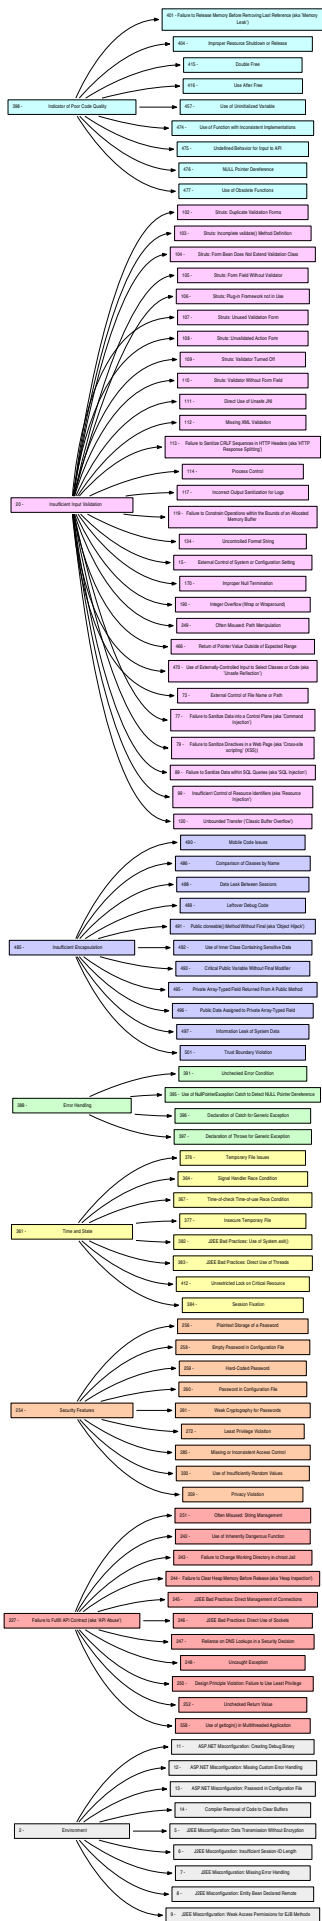 398 - Indicator of Poor Code Quality
401 - Failure to Release Memory Before Removing Last Reference (aka 'Memory
Leak')
404 - Improper Resource Shutdown or Release
415 - Double Free
416 - Use After Free
457 - Use of Uninitialized Variable
474 - Use of Function with Inconsistent Implementations
475 - Undefined Behavior for Input to API
476 - NULL Pointer Dereference
477 - Use of Obsolete Functions
20 - Insufficient Input Validation
102 - Struts: Duplicate Validation Forms
103 - Struts: Incomplete validate() Method Definition
104 - Struts: Form Bean Does Not Extend Validation Class
105 - Struts: Form Field Without Validator
106 - Struts: Plug-in Framework not in Use
107 - Struts: Unused Validation Form
108 - Struts: Unvalidated Action Form
109 - Struts: Validator Turned Off
110 - Struts: Validator Without Form Field
111 - Direct Use of Unsafe JNI
112 - Missing XML Validation
113 - Failure to Sanitize CRLF Sequences in HTTP Headers (aka 'HTTP
Response Splitting')
114 - Process Control
117 - Incorrect Output Sanitization for Logs
119 - Failure to Constrain Operations within the Bounds of an Allocated
Memory Buffer
134 - Uncontrolled Format String
15 - External Control of System or Configuration Setting
170 - Improper Null Termination
190 - Integer Overflow (Wrap or Wraparound)
249 - Often Misused: Path Manipulation
466 - Return of Pointer Value Outside of Expected Range
470 - Use of Externally-Controlled Input to Select Classes or Code (aka
'Unsafe Reflection')
73 - External Control of File Name or Path
77 - Failure to Sanitize Data into a Control Plane (aka 'Command
Injection')
79 - Failure to Sanitize Directives in a Web Page (aka 'Cross-site
scripting' (XSS))
89 - Failure to Sanitize Data within SQL Queries (aka 'SQL Injection')
99 - Insufficient Control of Resource Identifiers (aka 'Resource
Injection')
120 - Unbounded Transfer ('Classic Buffer Overflow')
485 - Insufficient Encapsulation
490 - Mobile Code Issues
486 - Comparison of Classes by Name
488 - Data Leak Between Sessions
489 - Leftover Debug Code
491 - Public cloneable() Method Without Final (aka 'Object Hijack')
492 - Use of Inner Class Containing Sensitive Data
493 - Critical Public Variable Without Final Modifier
495 - Private Array-Typed Field Returned From A Public Method
496 - Public Data Assigned to Private Array-Typed Field
497 - Information Leak of System Data
501 - Trust Boundary Violation
388 - Error Handling
391 - Unchecked Error Condition
395 - Use of NullPointerException Catch to Detect NULL Pointer Dereference
396 - Declaration of Catch for Generic Exception
397 - Declaration of Throws for Generic Exception
361 - Time and State
376 - Temporary File Issues
364 - Signal Handler Race Condition
367 - Time-of-check Time-of-use Race Condition
377 - Insecure Temporary File
382 - J2EE Bad Practices: Use of System.exit()
383 - J2EE Bad Practices: Direct Use of Threads
412 - Unrestricted Lock on Critical Resource
384 - Session Fixation
254 - Security Features
256 - Plaintext Storage of a Password
258 - Empty Password in Configuration File
259 - Hard-Coded Password
260 - Password in Configuration File
261 - Weak Cryptography for Passwords
272 - Least Privilege Violation
285 - Missing or Inconsistent Access Control
330 - Use of Insufficiently Random Values
359 - Privacy Violation
227 - Failure to Fulfill API Contract (aka 'API Abuse')
251 - Often Misused: String Management
242 - Use of Inherently Dangerous Function
243 - Failure to Change Working Directory in chroot Jail
244 - Failure to Clear Heap Memory Before Release (aka 'Heap Inspection')
245 - J2EE Bad Practices: Direct Management of Connections
246 - J2EE Bad Practices: Direct Use of Sockets
247 - Reliance on DNS Lookups in a Security Decision
248 - Uncaught Exception
250 - Design Principle Violation: Failure to Use Least Privilege
252 - Unchecked Return Value
558 - Use of getlogin() in Multithreaded Application
2 - Environment
11 - ASP.NET Misconfiguration: Creating Debug Binary
12 - ASP.NET Misconfiguration: Missing Custom Error Handling
13 - ASP.NET Misconfiguration: Password in Configuration File
14 - Compiler Removal of Code to Clear Buffers
5 - J2EE Misconfiguration: Data Transmission Without Encryption
6 - J2EE Misconfiguration: Insufficient Session-ID Length
7 - J2EE Misconfiguration: Missing Error Handling
8 - J2EE Misconfiguration: Entity Bean Declared Remote
9 - J2EE Misconfiguration: Weak Access Permissions for EJB Methods